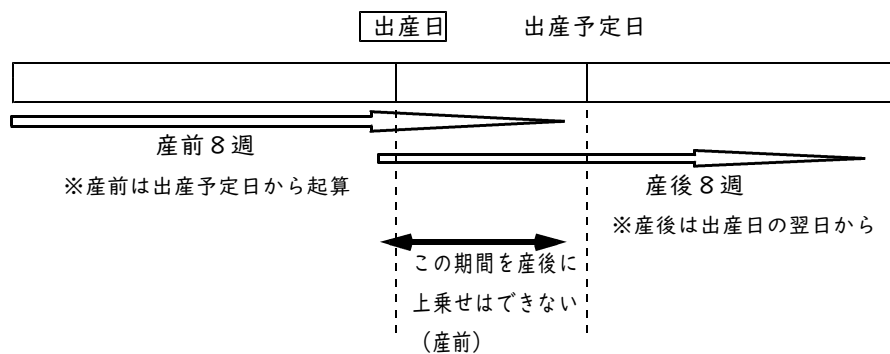 出産日
出産予定日
産前８週
※産前は出産予定日から起算
産後８週
※産後は出産日の翌日から
この期間を産後に
上乗せはできない
（産前）